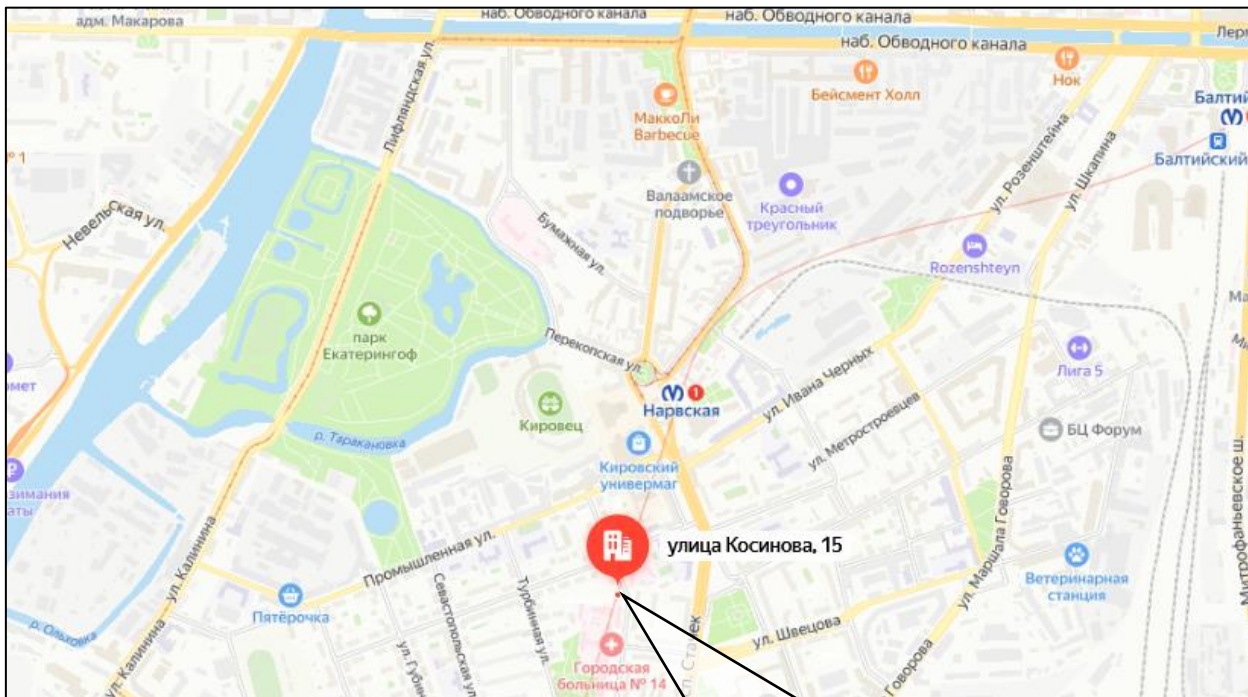 наб. Обводного канала
наб. Обводного канала
адм. Макарова
наб. Обводного канала
Лифляндская ул.
Нок
Бейсмент Холл
МаккоЛи
Barbecue
№ 1
ул. Розенштейна
ул. Шкапина
Валаамское
подворье
Красный
треугольник
Невельская ул.
Бумажная ул.
Rozenshteyn
парк
Екатерингоф
Перекопская ул.
Лига 5
1
Нарвская
ул. Ивана Черных
Кировец
ул. Метростроевцев
БЦ Форум
р. Таракановка
Кировский
универмаг
Митрофаньевское ш.
ул. Калинина
Промышленная ул.
улица Косинова, 15
ул. Маршала Говорова
Ветеринарная
станция
Пятёрочка
Севастопольская ул.
Турбинная ул.
ул. Швецова
р. Ольховка
ул. Калинина
Городская
больница № 14
Говорова